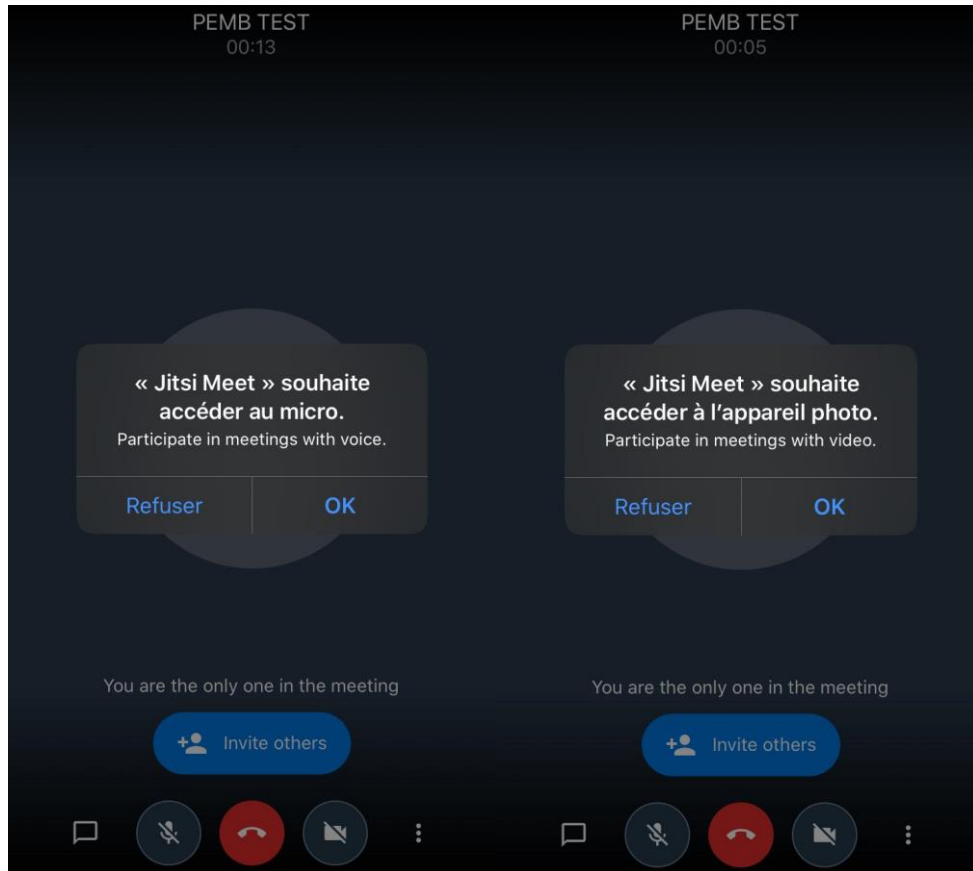 PEMB TEST
00:13
« Jitsi Meet » souhaite
accéder au micro.
Participate in meetings with voice.
Refuser
OK
You are the only one in the meeting
Invite others
PEMB TEST
00:05
« Jitsi Meet » souhaite
accéder à l’appareil photo.
Participate in meetings with video.
Refuser
OK
You are the only one in the meeting
Invite others